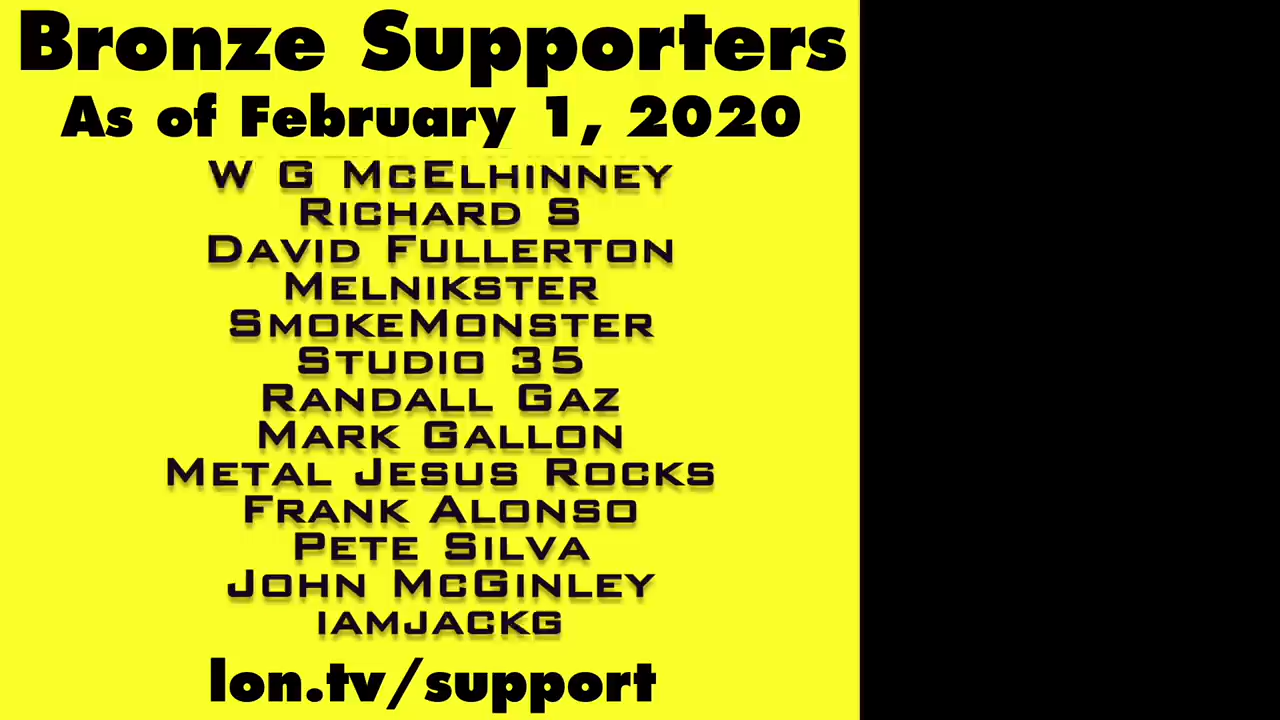 Bronze Supporters
As of February 1, 2020
W G McElhinney
Richard S
David Fullerton
Melnikster
SmokeMonster
Studio 35
Randall Gaz
Mark Gallon
Metal Jesus Rocks
Frank Alonso
Pete Silva
John McGinley
iamjackg
lon.tv/support